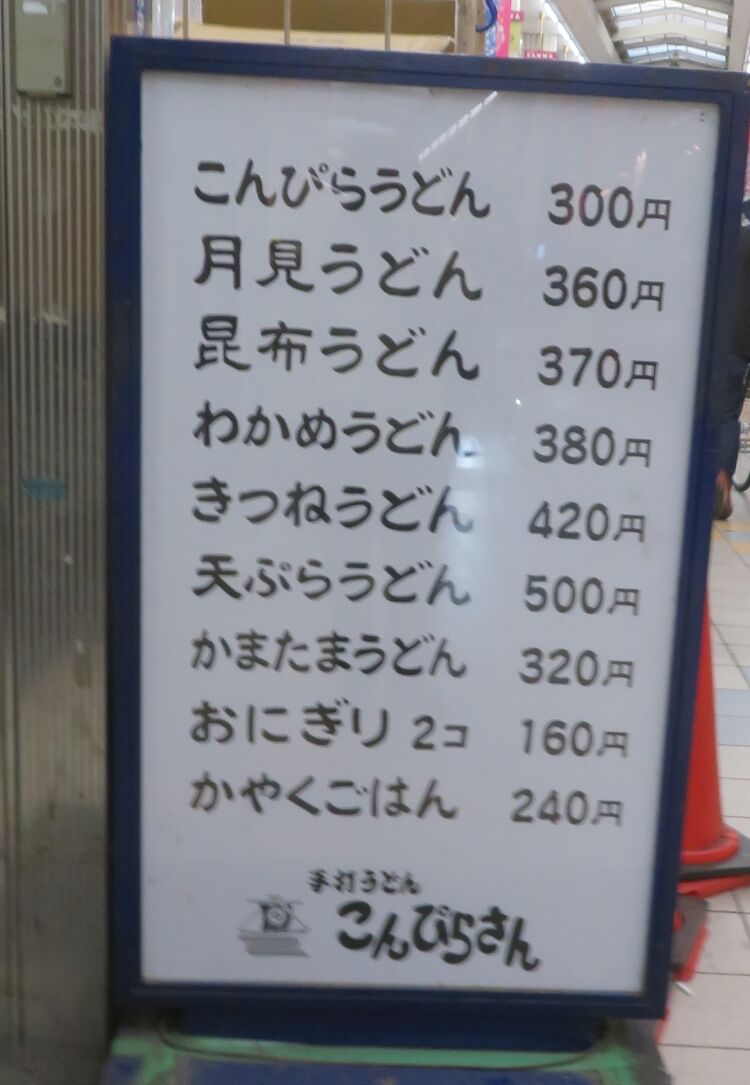 こんぴらうどん 300円
月見うどん 360円
昆布うどん 370円
わかめうどん 380円
きつねうどん 420円
天ぷらうどん 500円
かまたまうどん 320円
おにぎり 2コ 160円
かやくごはん 240円
手打うどん
こんぴらさん